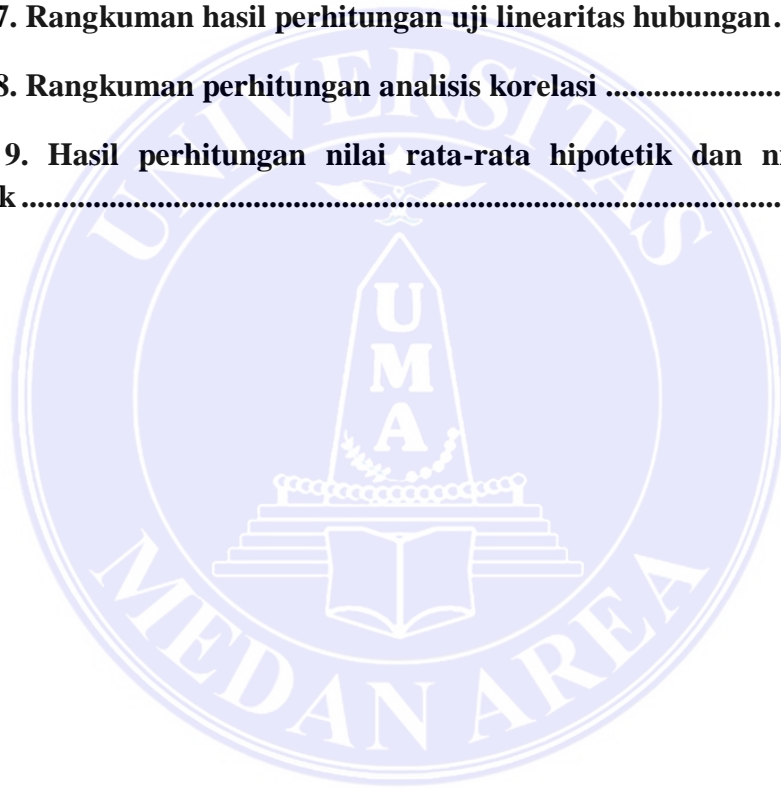 7. Rangkuman hasil perhitungan uji linearitas hubungan.
8. Rangkuman perhitungan analisis korelasi ......................
9. Hasil perhitungan nilai rata-rata hipotetik dan
k ................................................................................................
UNIVERSITAS
U
M
A
MEDAN AREA